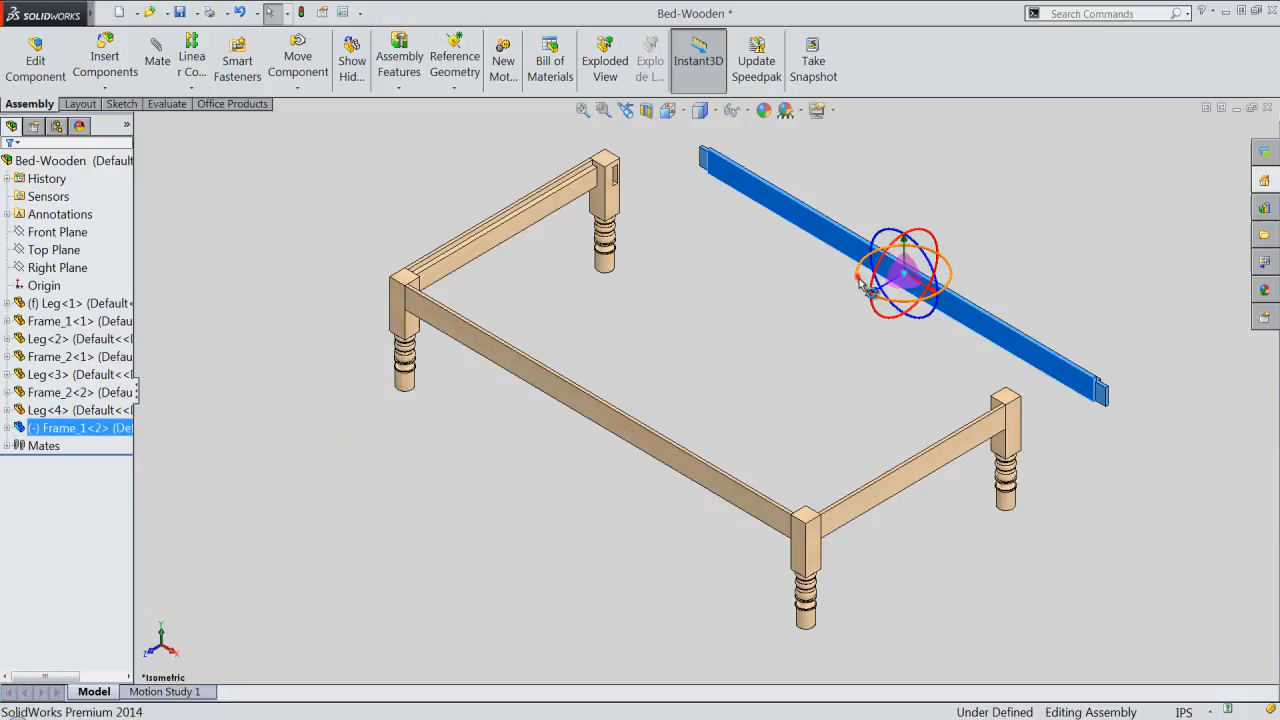 SOLIDWORKS
Bed-Wooden *
Search Commands
Edit
Component
Insert
Components
Mate
Linea
r Co...
Smart
Fasteners
Move
Component
Show
Hid...
Assembly
Features
Reference
Geometry
New
Mot...
Bill of
Materials
Exploded
View
Explo
de L...
Instant3D
Update
Speedpak
Take
Snapshot
Assembly
Layout
Sketch
Evaluate
Office Products
Bed-Wooden (Default
History
Sensors
Annotations
Front Plane
Top Plane
Right Plane
Origin
(f) Leg<1> (Default<
Frame_1<1> (Defau
Leg<2> (Default<<D
Frame_2<1> (Defau
Leg<3> (Default<<D
Frame_2<2> (Defau
Leg<4> (Default<<D
(-) Frame_1<2> (Def
Mates
Y
Z
X
*Isometric
Model
Motion Study 1
SolidWorks Premium 2014
Under Defined
Editing Assembly
IPS